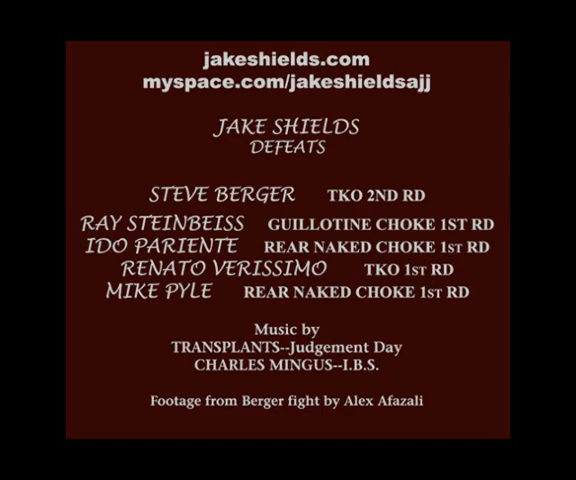 jakeshields.com
myspace.com/jakeshieldsajj
JAKE SHIELDS
DEFEATS
STEVE BERGER TKO 2ND RD
RAY STEINBEISS GUILLOTINE CHOKE 1ST RD
IDO PARIENTE REAR NAKED CHOKE 1ST RD
RENATO VERISSIMO TKO 1ST RD
MIKE PYLE REAR NAKED CHOKE 1ST RD
Music by
TRANSPLANTS--Judgement Day
CHARLES MINGUS--I.B.S.
Footage from Berger fight by Alex Afazali